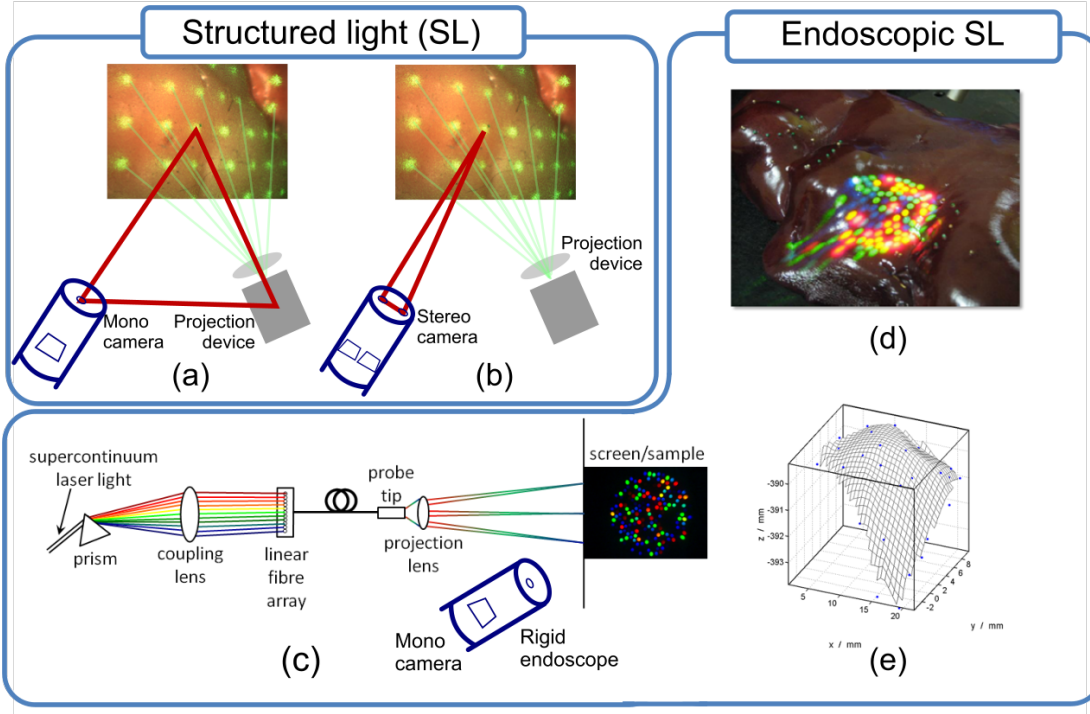 Structured light (SL)
Endoscopic SL
Mono
camera
Projection
device
(a)
Stereo
camera
Projection
device
(b)
(d)
supercontinuum
laser light
prism
coupling
lens
linear
fibre
array
probe
tip
projection
lens
screen/sample
Mono
camera
Rigid
endoscope
(c)
-390
-391
-392
-393
z / mm
5
10
15
20
x / mm
-2
0
2
4
6
8
y / mm
(e)